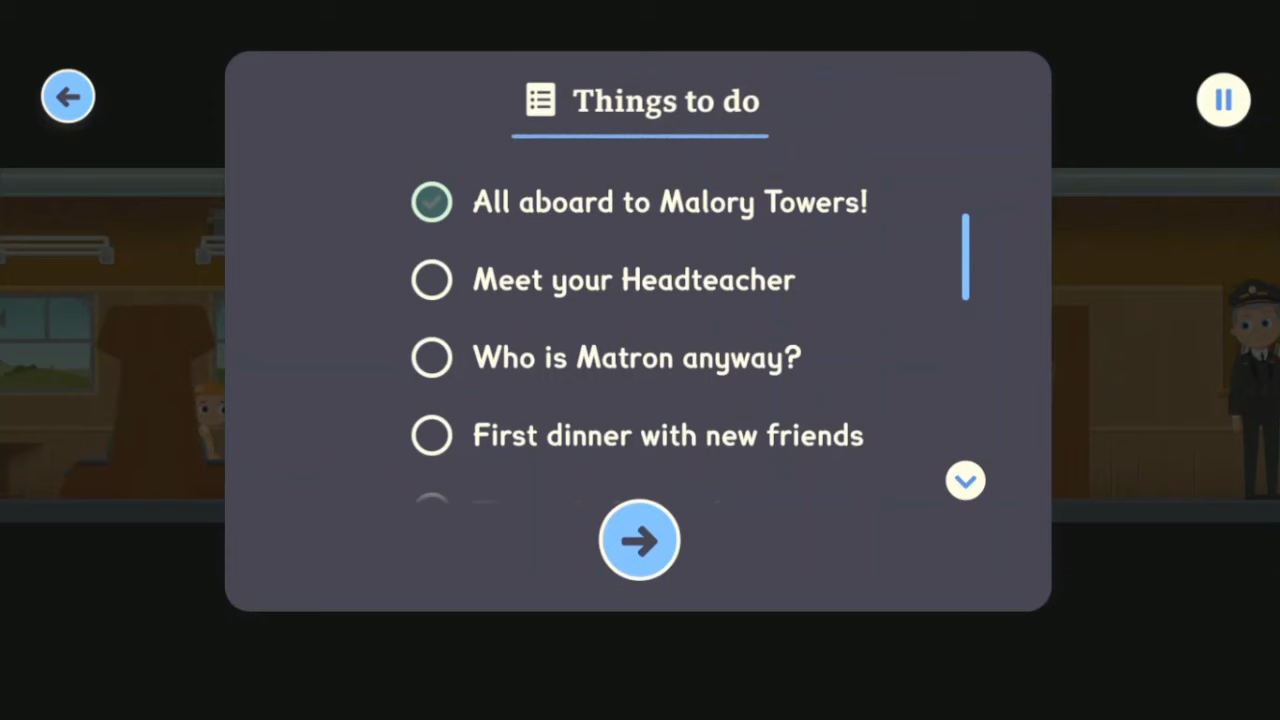 Things to do
All aboard to Malory Towers!
Meet your Headteacher
Who is Matron anyway?
First dinner with new friends